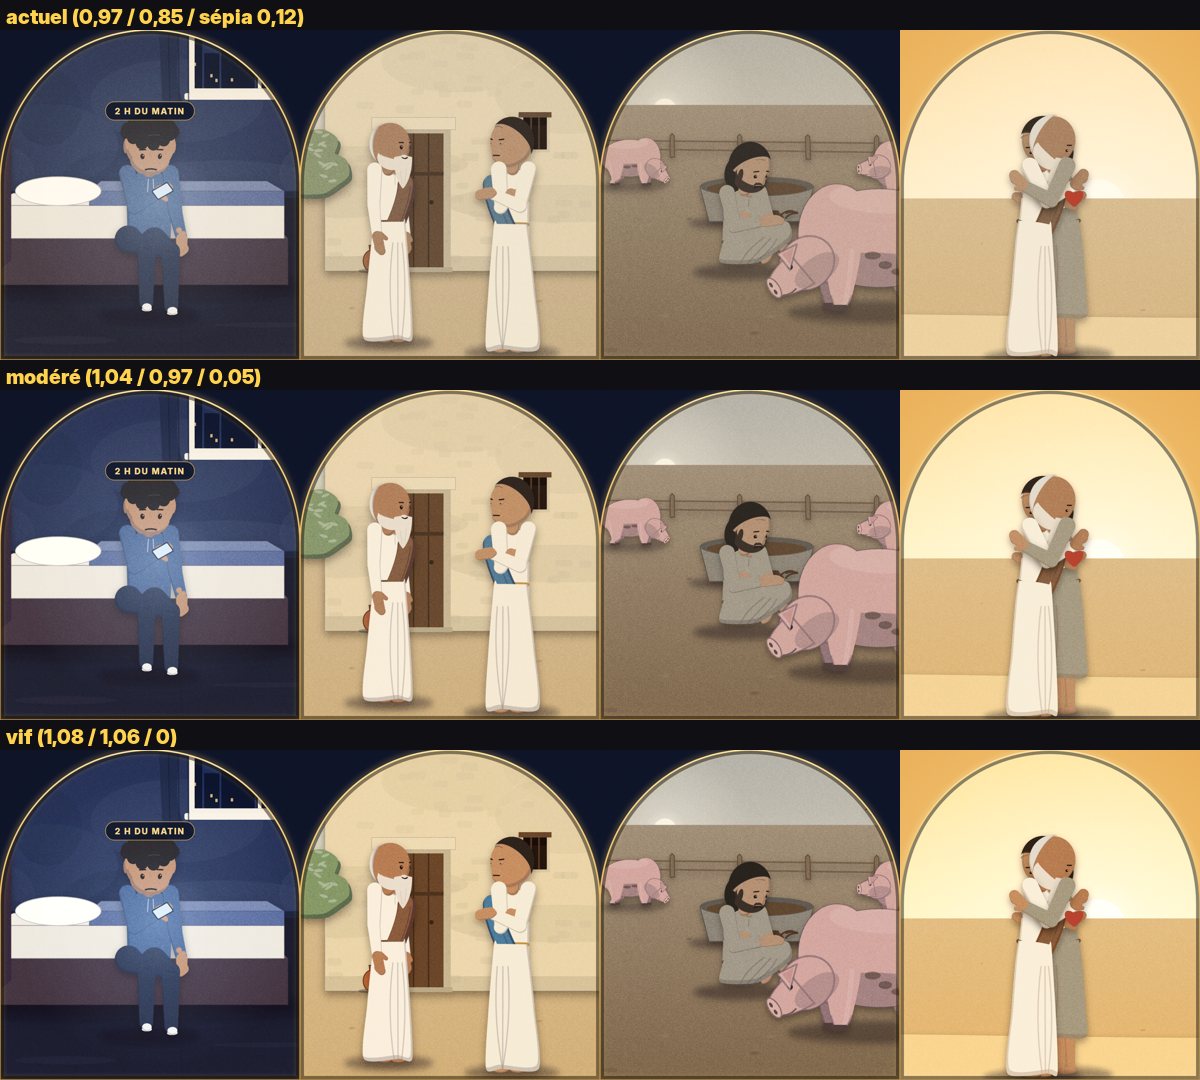 actuel (0,97 / 0,85 / sépia 0,12)
2 H DU MATIN
modéré (1,04 / 0,97 / 0,05)
2 H DU MATIN
vif (1,08 / 1,06 / 0)
2 H DU MATIN